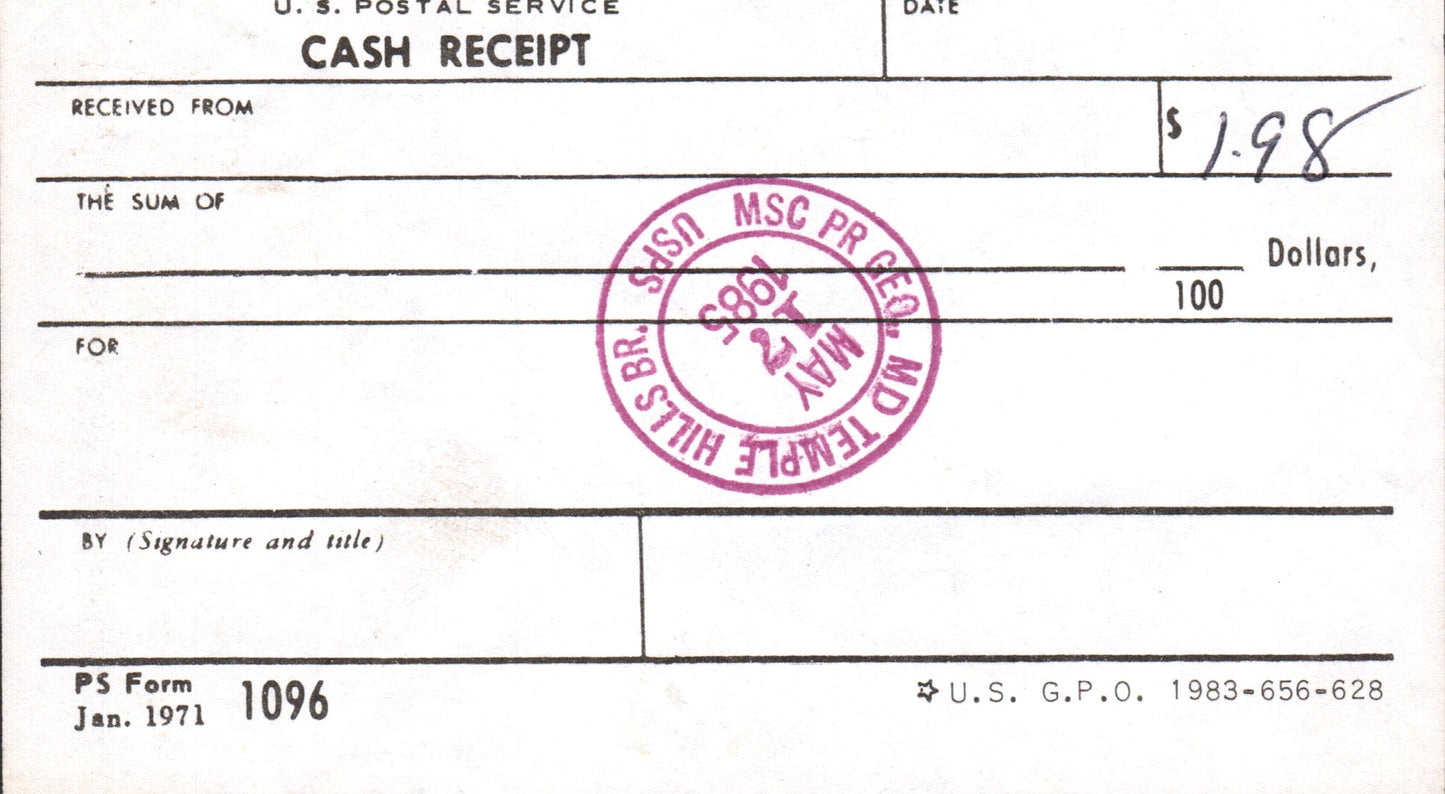 U. S. POSTAL SERVICE
CASH RECEIPT
DATE
RECEIVED FROM
$ 1.98
THE SUM OF
100
Dollars,
FOR
MSC PR GEO., MD
TEMPLE HILLS BR.
USPS
MAY
12
1985
BY (Signature and title)
PS Form
Jan. 1971
1096
☆ U.S. G.P.O. 1983-656-628